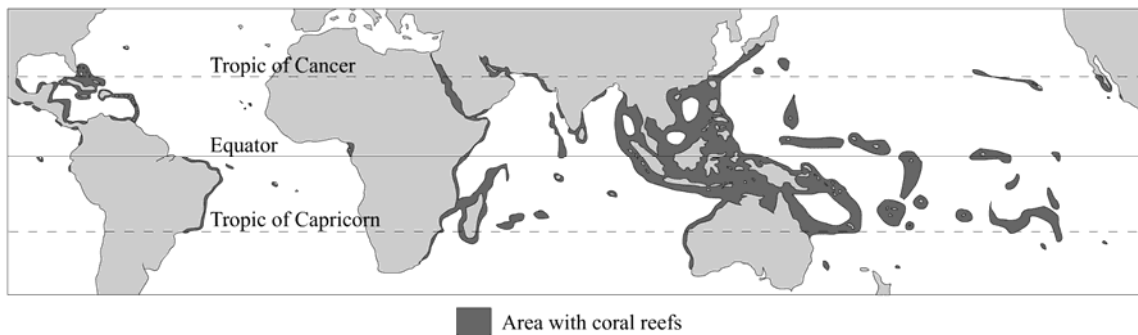 Tropic of Cancer
Equator
Tropic of Capricorn
Area with coral reefs